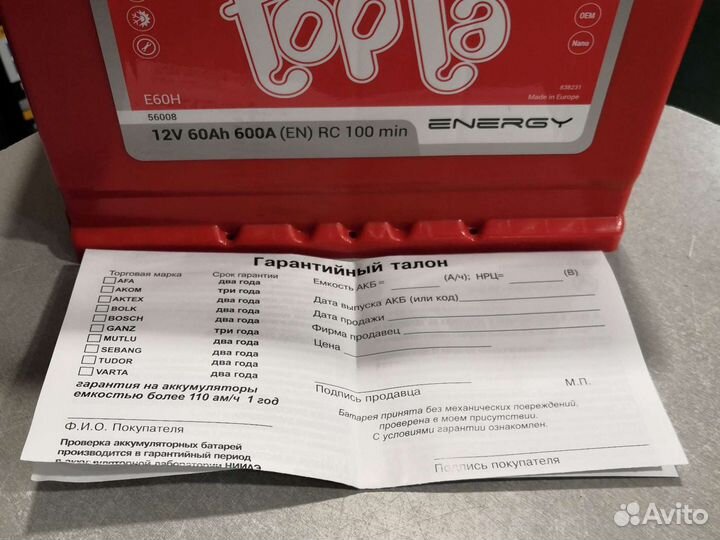 topla
OEM
Nano
E60H
838231
Made in Europe
56008
12V 60Ah 600A (EN) RC 100 min
ENERGY
Гарантийный талон
Торговая марка Срок гарантии
AFA два года
АКОМ три года
АКТЕХ два года
BOLK два года
BOSCH два года
GANZ три года
MUTLU два года
SEBANG два года
TUDOR два года
VARTA два года
гарантия на аккумуляторы
емкостью более 110 ам/ч 1 год
Ф.И.О. Покупателя
Проверка аккумуляторных батарей
производится в гарантийный период
Емкость АКБ = (А/ч); НРЦ= (В)
Дата выпуска АКБ (или код)
Дата продажи
Фирма продавец
Цена
Подпись продавца М.П.
Батарея принята без механических повреждений,
проверена в моем присутствии.
С условиями гарантии ознакомлен.
Подпись покупателя
Avito